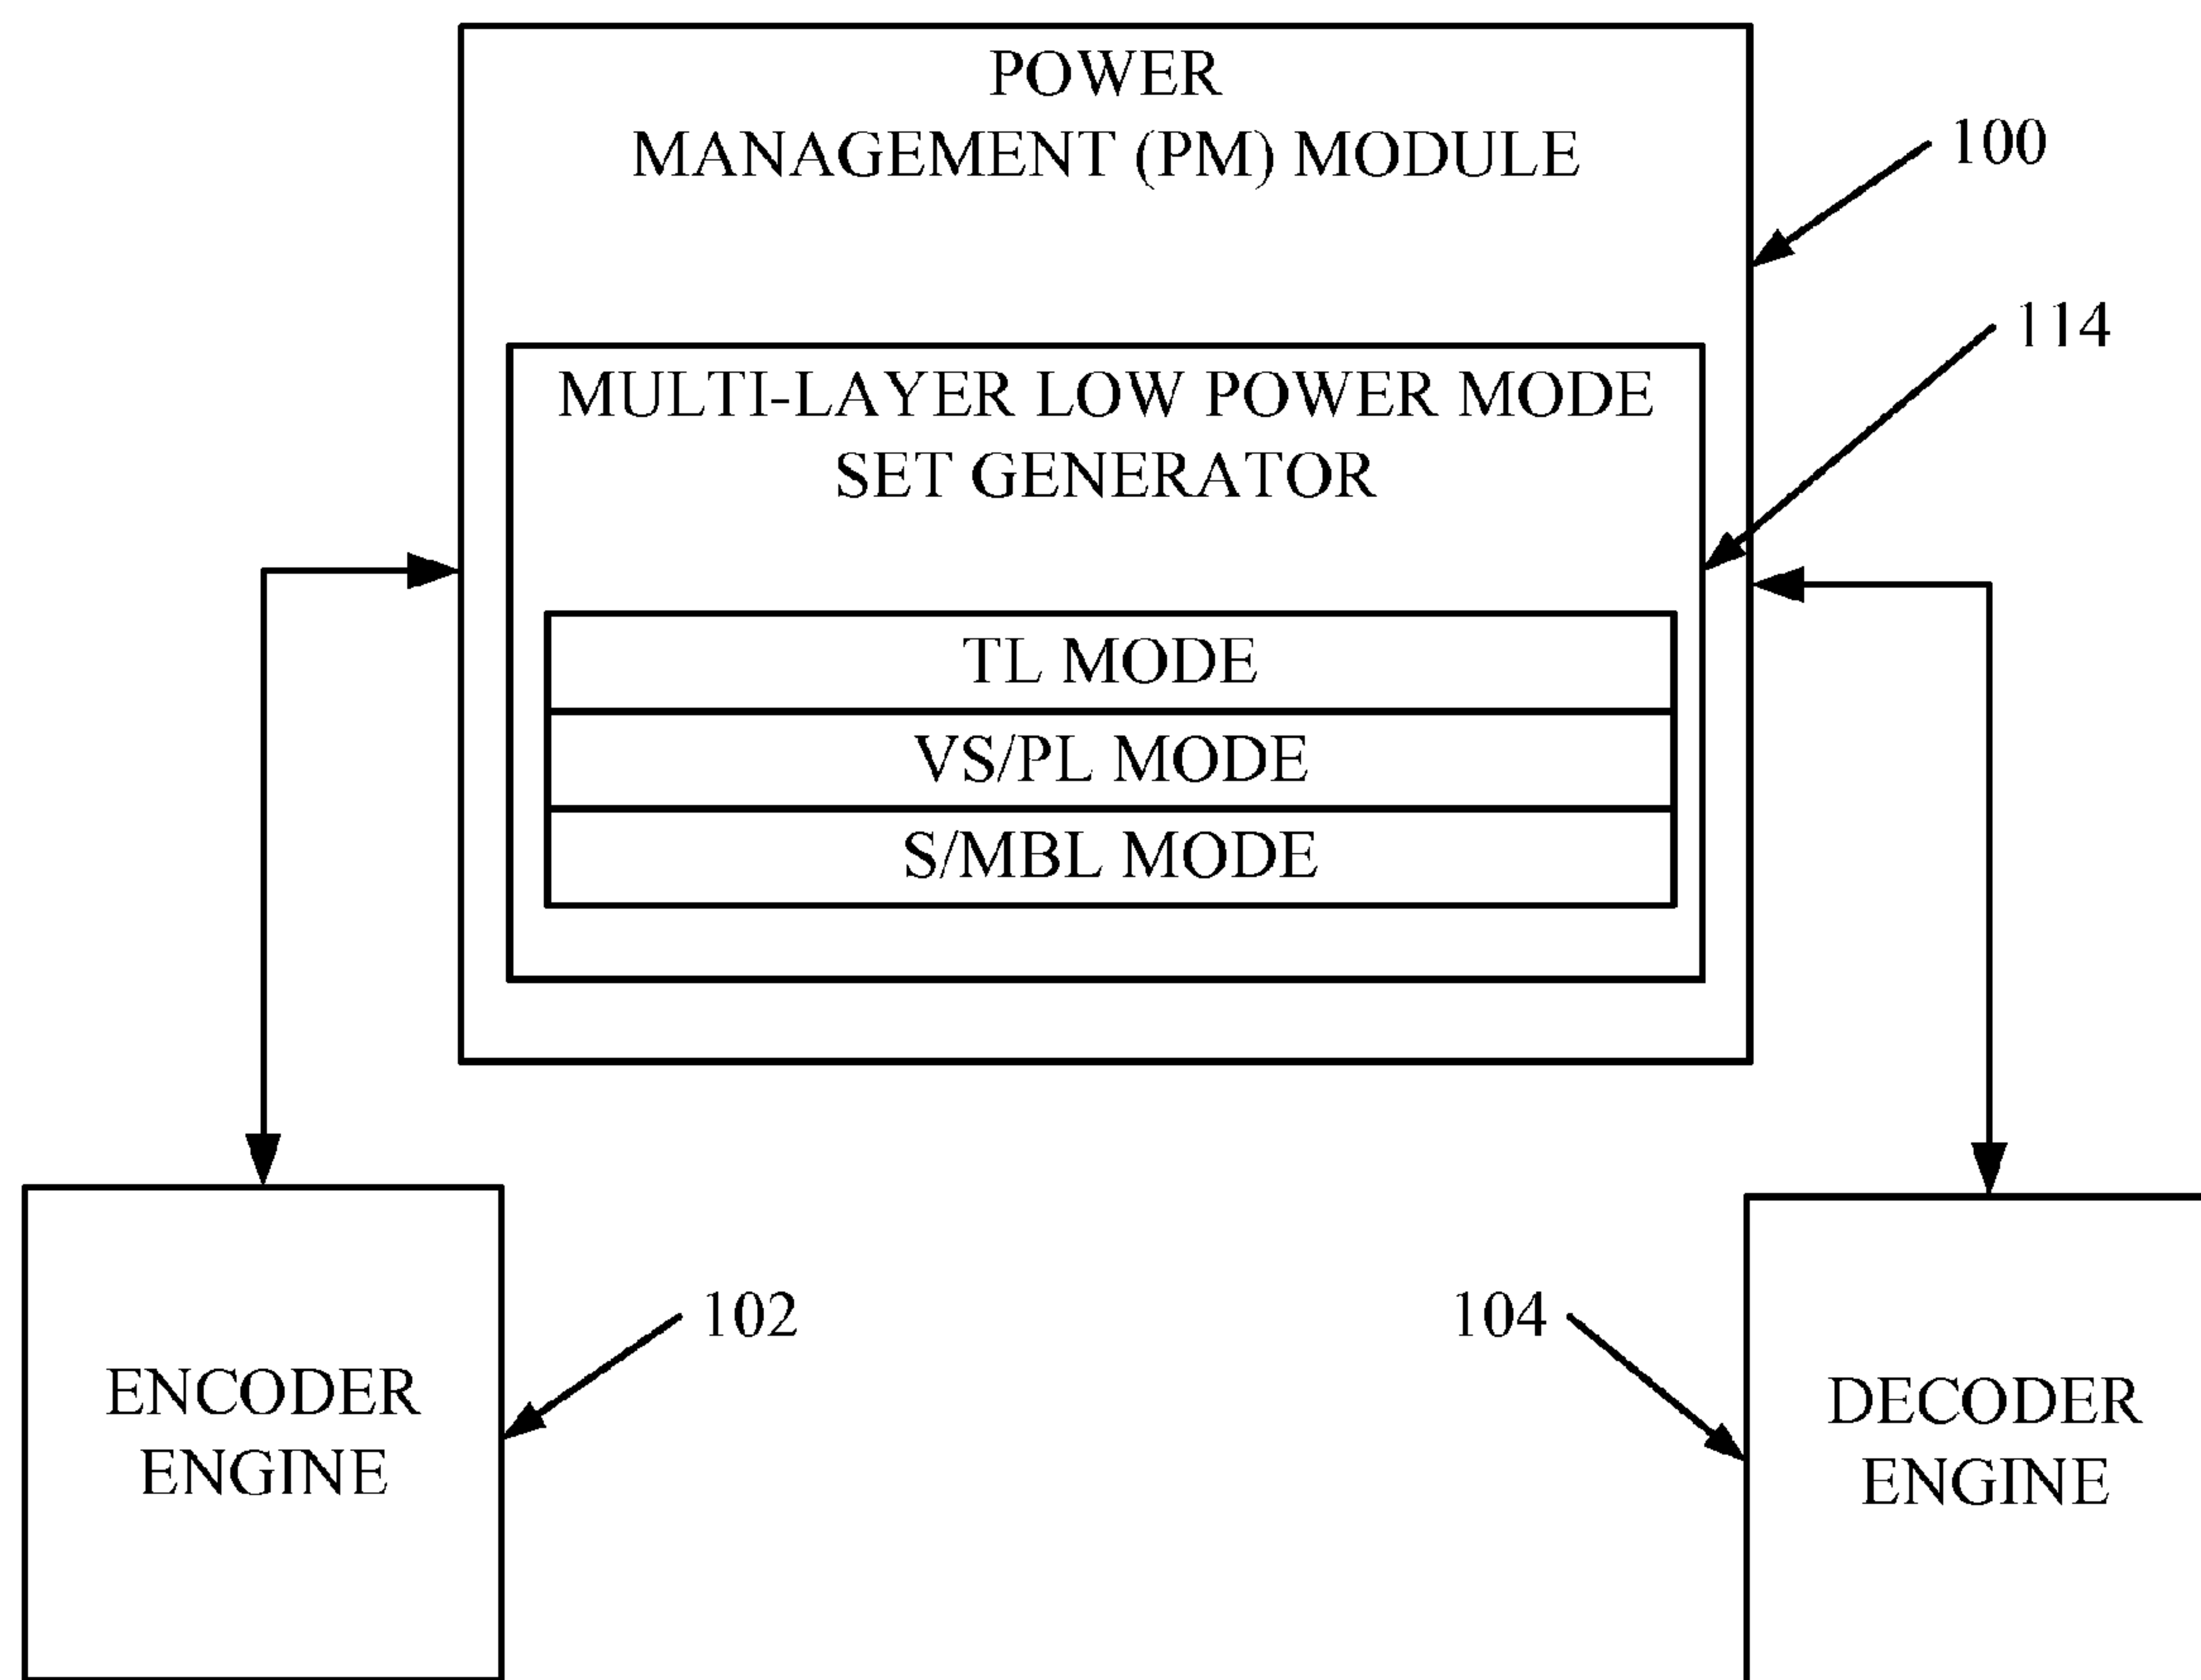 POWER
MANAGEMENT (PM) MODULE
100
114
MULTI-LAYER LOW POWER MODE
SET GENERATOR
TL MODE
VS/PL MODE
S/MBL MODE
102
104
ENCODER
ENGINE
DECODER
ENGINE